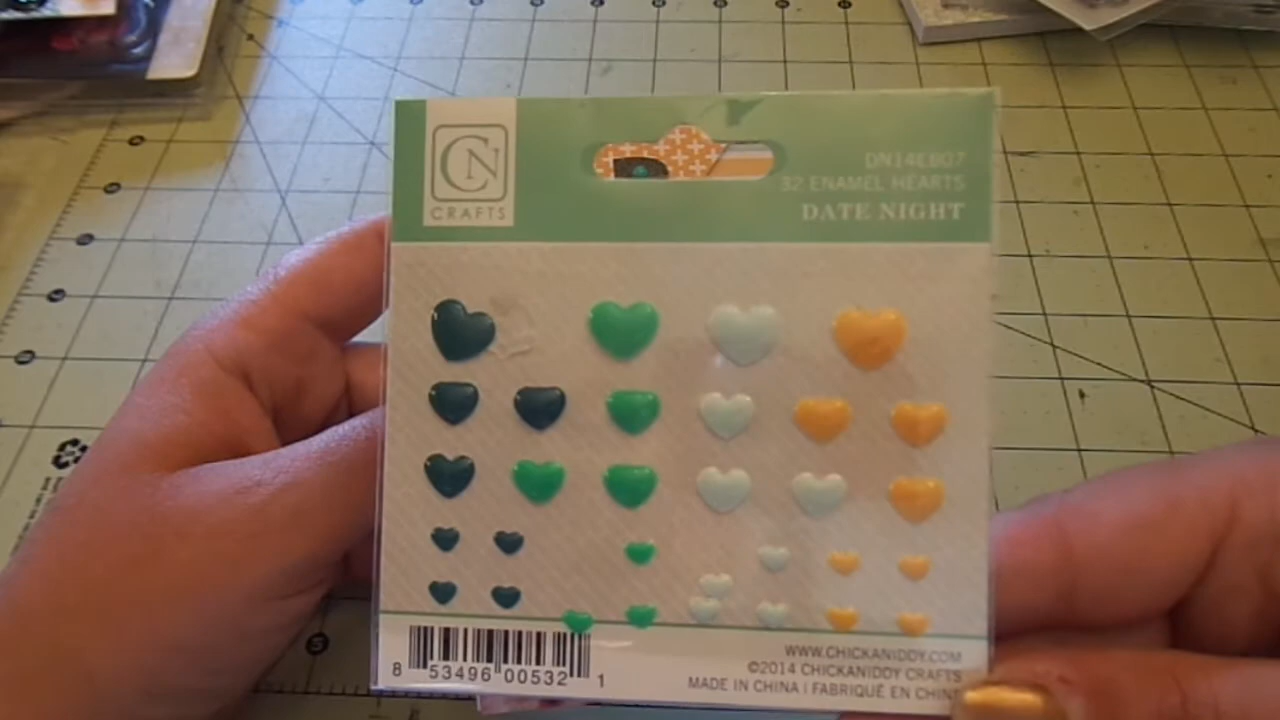 CN
CRAFTS
DN14E807
32 ENAMEL HEARTS
DATE NIGHT
8 53496 00532 1
WWW.CHICKANIDDY.COM
©2014 CHICKANIDDY CRAFTS
MADE IN CHINA | FABRIQUÉ EN CHINE